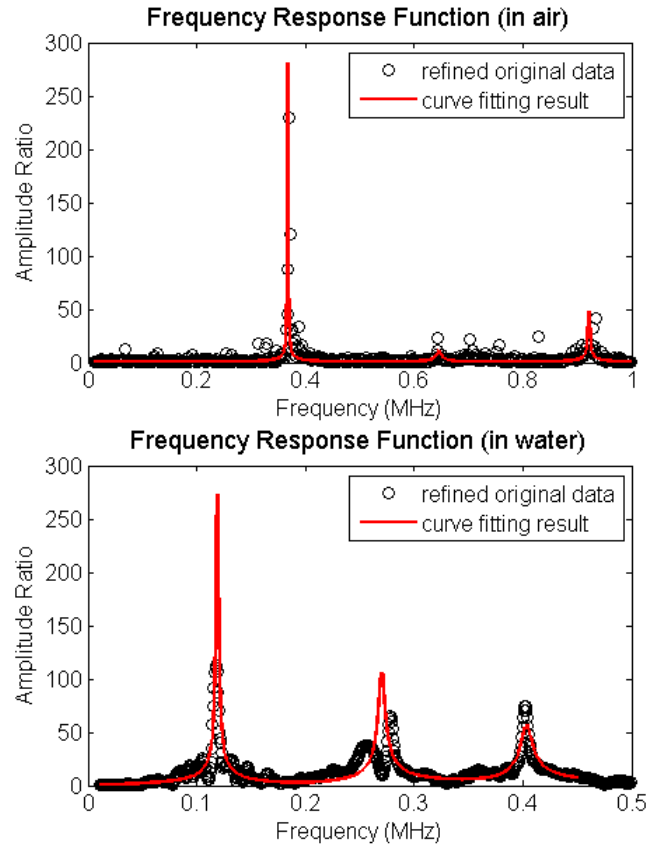 Frequency Response Function (in air)
300
250
200
150
100
50
0
Amplitude Ratio
refined original data
curve fitting result
0
0.2
0.4
0.6
0.8
1
Frequency (MHz)
Frequency Response Function (in water)
300
250
200
150
100
50
0
Amplitude Ratio
refined original data
curve fitting result
0
0.1
0.2
0.3
0.4
0.5
Frequency (MHz)